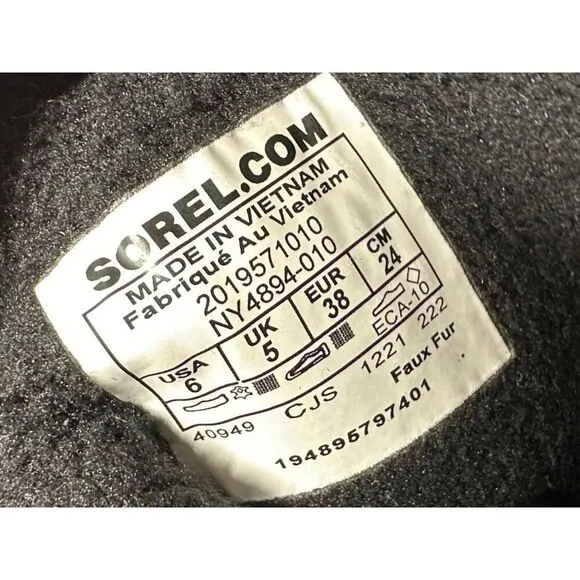 SOREL.COM
MADE IN VIETNAM
Fabriqué Au Vietnam
2019571010
NY4894-010
USA UK EUR CM
6 5 38 24
ECA-10
40949 CJS 1221 222
Faux Fur
194895797401